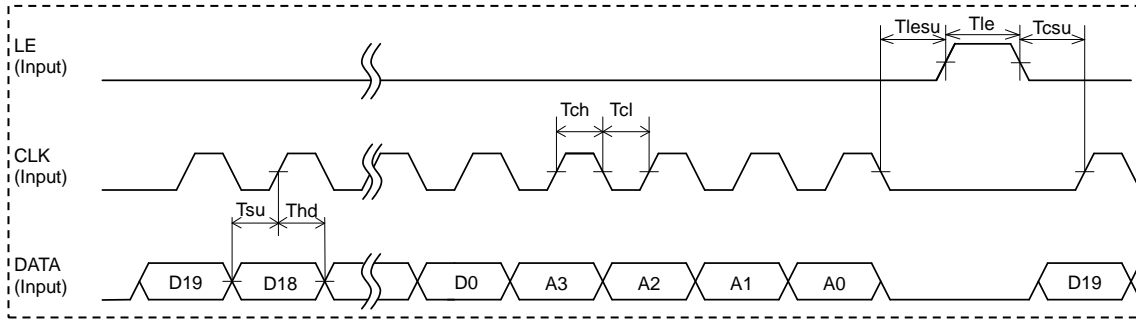 Tlesu Tle Tcsu
LE
(Input)
Tch Tcl
CLK
(Input)
Tsu Thd
DATA
(Input)
D19 D18 D0 A3 A2 A1 A0 D19